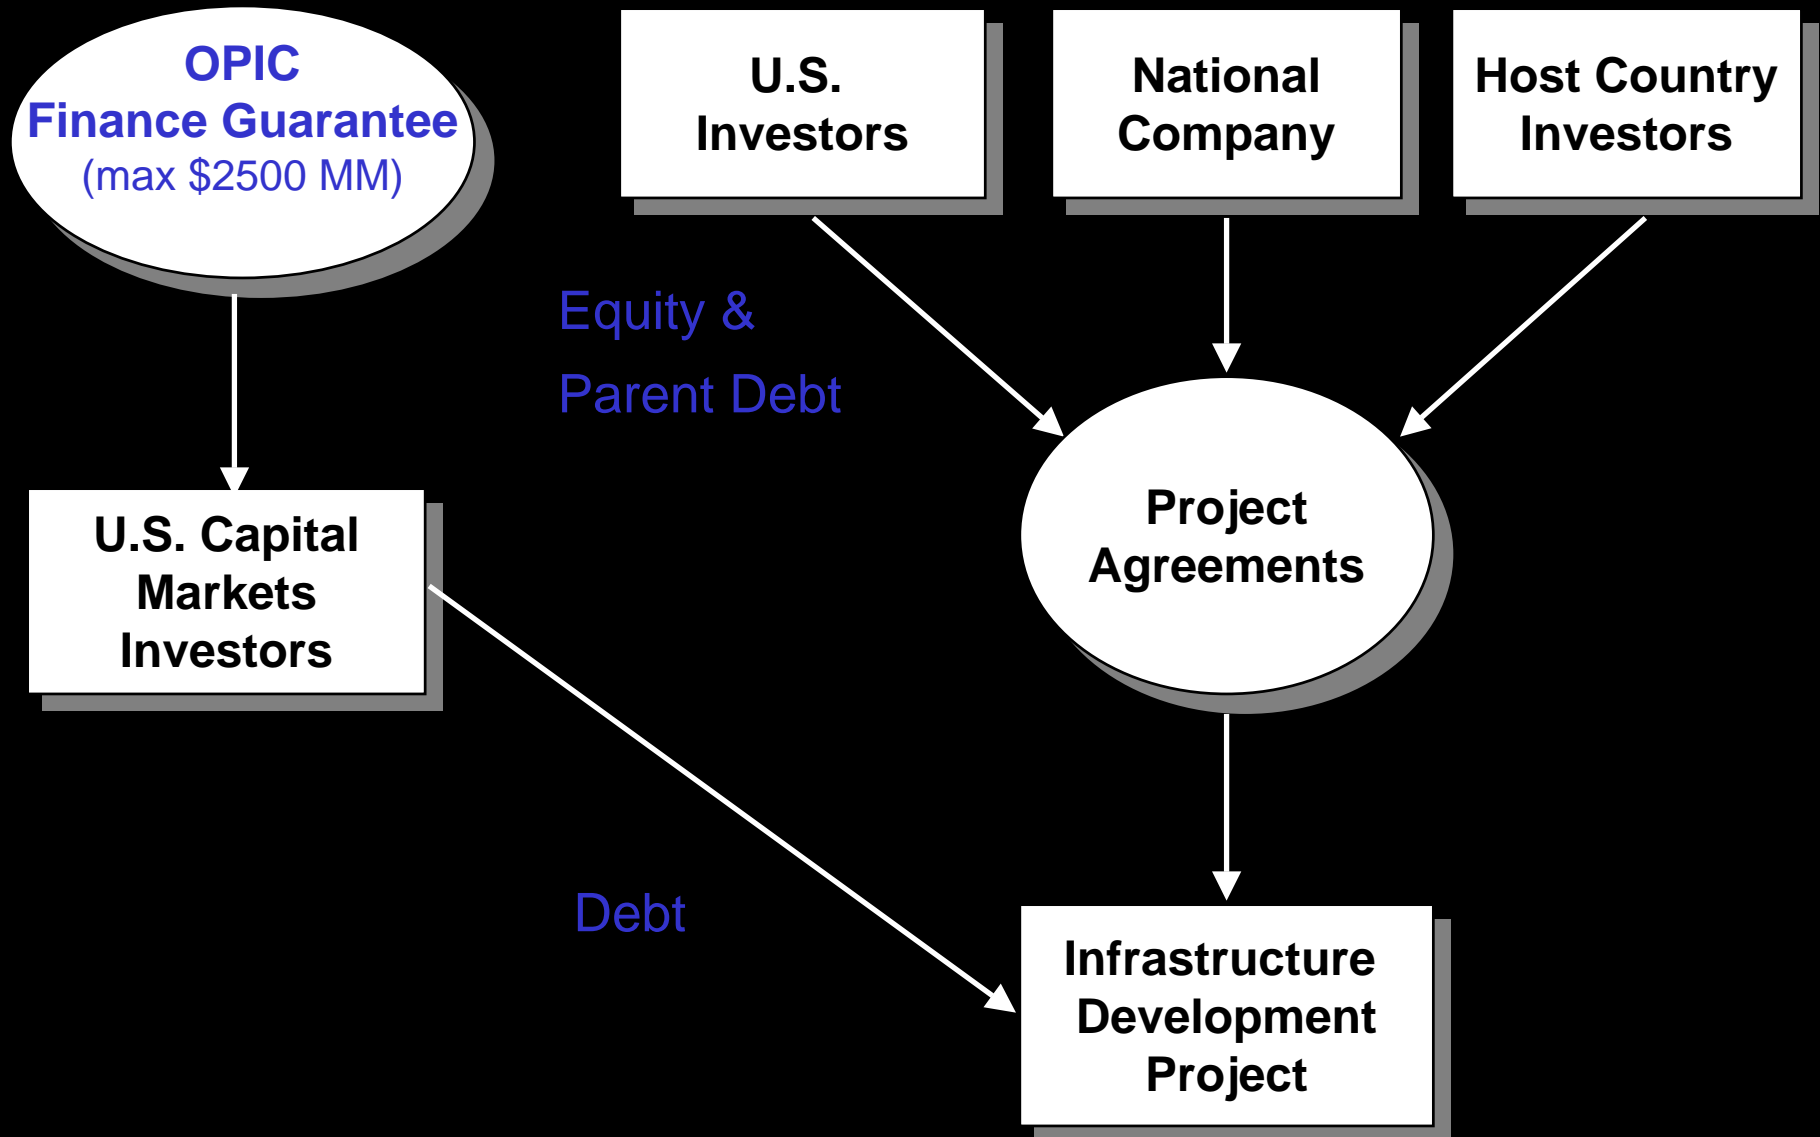 OPIC
Finance Guarantee
(max $2500 MM)
U.S.
Investors
National
Company
Host Country
Investors
Equity &
Parent Debt
U.S. Capital
Markets
Investors
Project
Agreements
Debt
Infrastructure
Development
Project